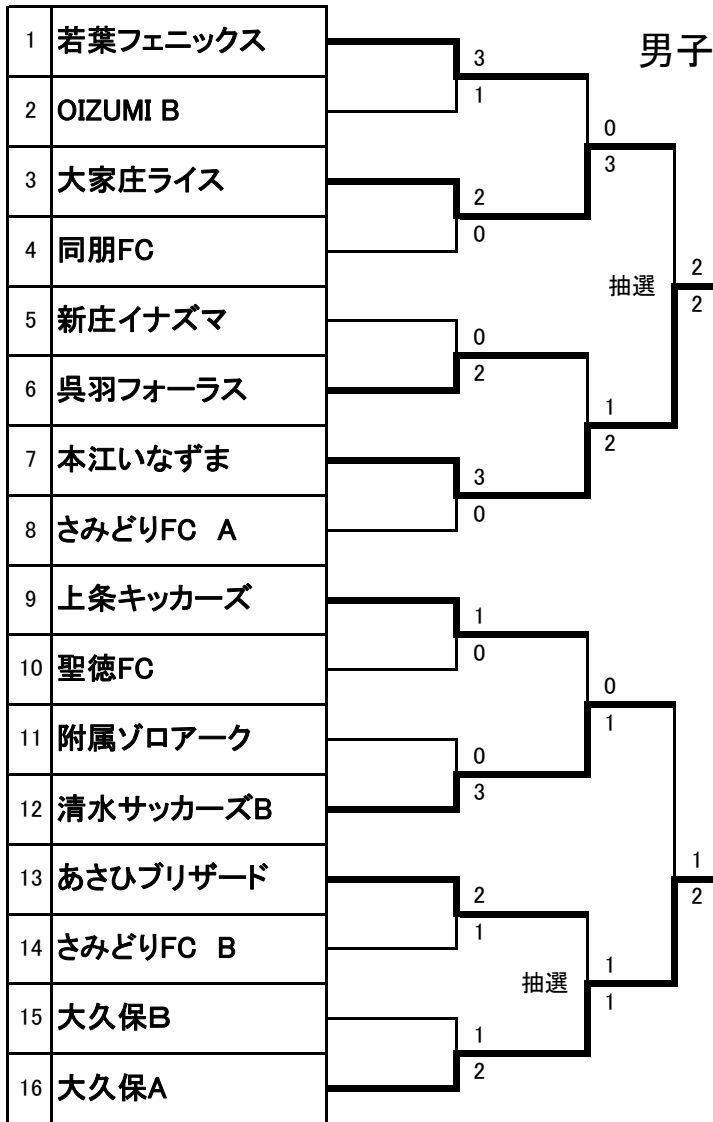 男子
1 若葉フェニックス
2 OIZUMI B
3 大家庄ライス
4 同朋FC
5 新庄イナズマ
6 呉羽フォーラス
7 本江いなずま
8 さみどりFC A
9 上条キッカーズ
10 聖徳FC
11 附属ゾロアーク
12 清水サッカーズB
13 あさひブリザード
14 さみどりFC B
15 大久保B
16 大久保A
3
1
2
0
0
2
3
0
1
0
0
3
2
1
1
2
0
3
1
2
0
1
抽選
1
1
抽選
2
2
1
2